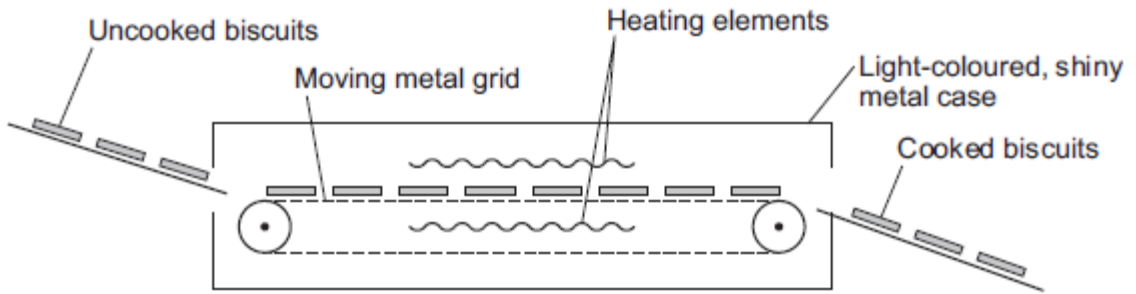 Uncooked biscuits
Heating elements
Moving metal grid
Light-coloured, shiny
metal case
Cooked biscuits